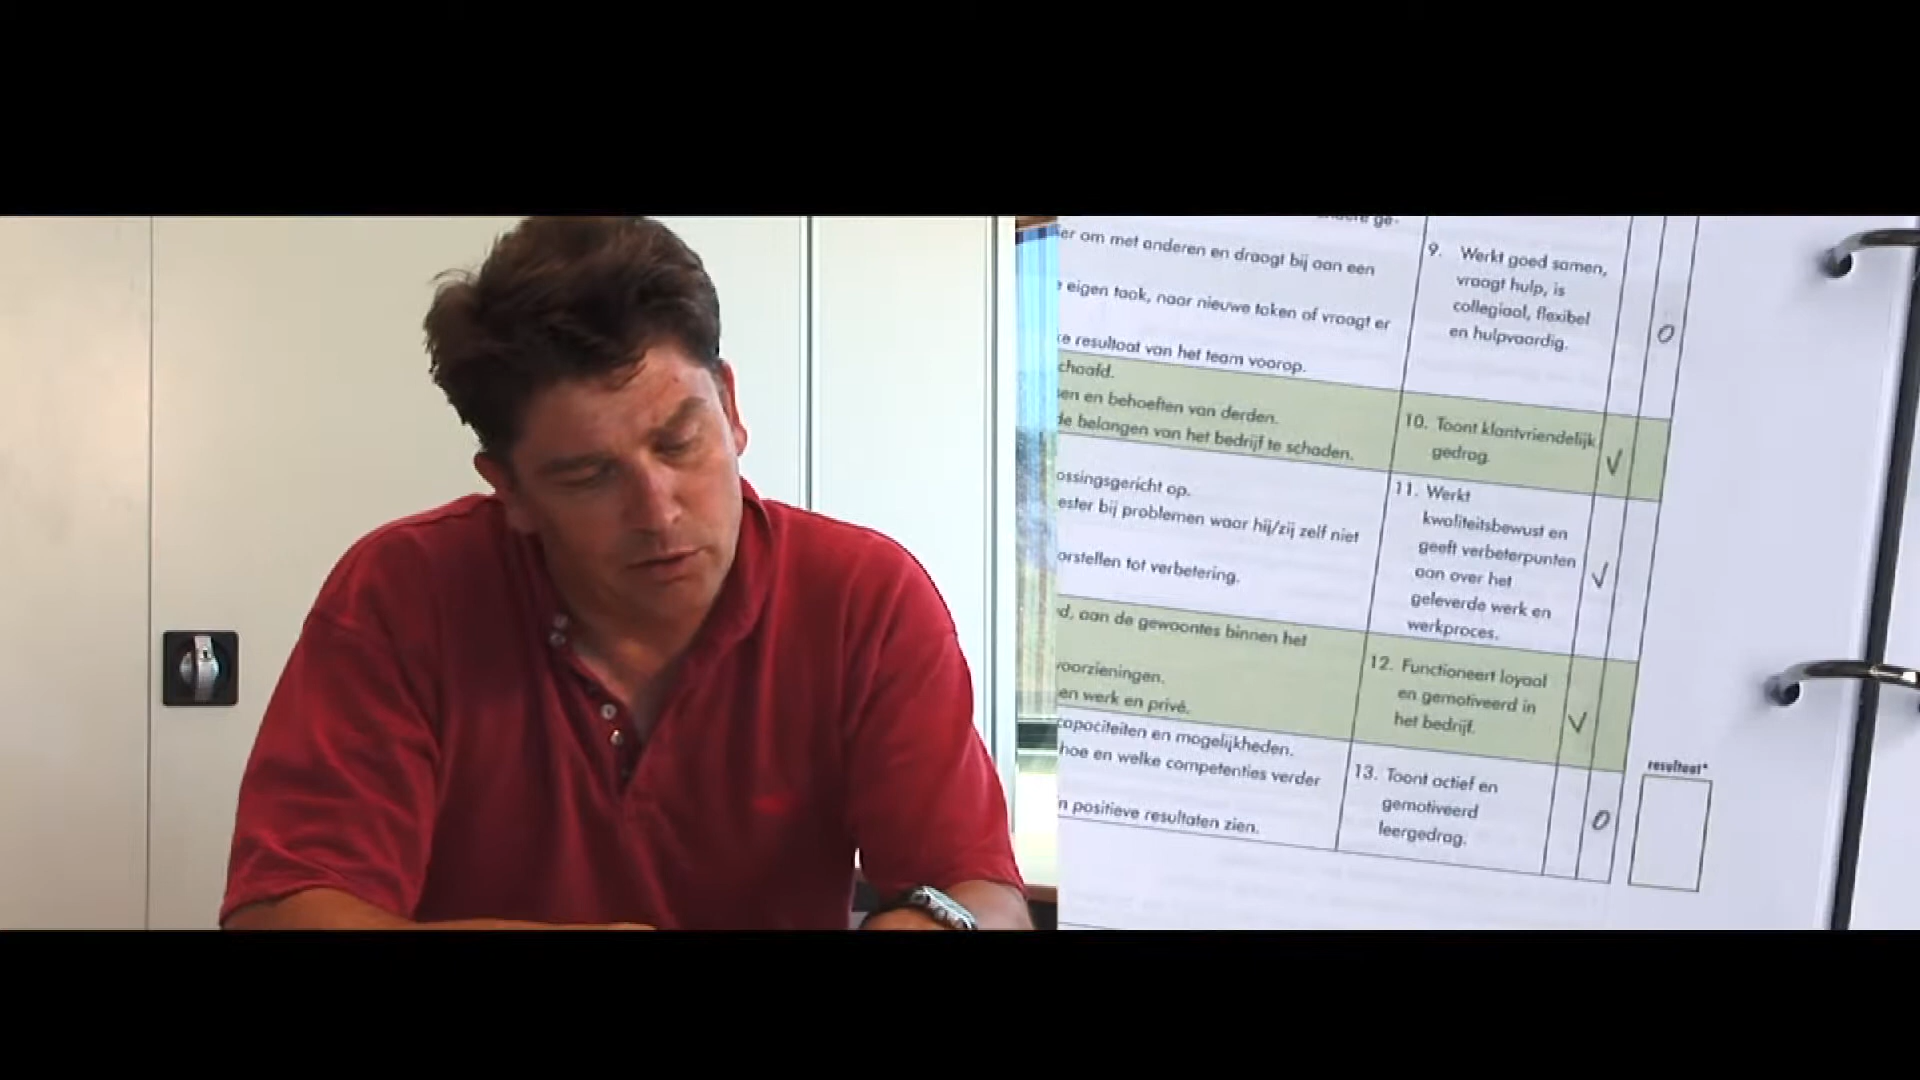 er om met anderen en draagt bij aan een
eigen taak, naar nieuwe taken of vraagt er
resultaat van het team voorop.
9. Werkt goed samen,
vraagt hulp, is
collegiaal, flexibel
en hulpvaardig.
O
chaafd.
en en behoeften van derden.
de belangen van het bedrijf te schaden.
10. Toont klantvriendelijk
gedrag.
√
ossingsgericht op.
ester bij problemen waar hij/zij zelf niet
orstellen tot verbetering.
11. Werkt
kwaliteitsbewust en
geeft verbeterpunten
aan over het
geleverde werk en
werkproces.
√
d, aan de gewoontes binnen het
voorzieningen.
en werk en privé.
12. Functioneert loyaal
en gemotiveerd in
het bedrijf.
√
capaciteiten en mogelijkheden.
hoe en welke competenties verder
n positieve resultaten zien.
13. Toont actief en
gemotiveerd
leergedrag.
O
resultaat*